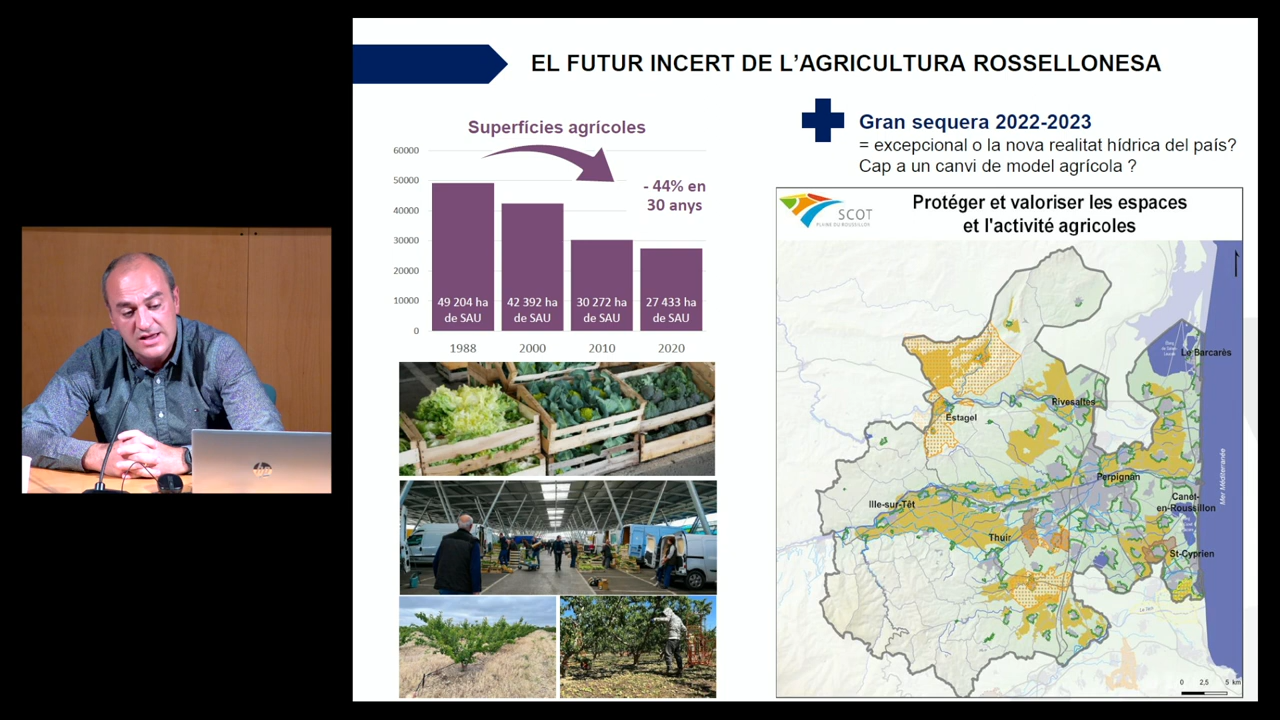 EL FUTUR INCERT DE L'AGRICULTURA ROSSELLONESA
Superfícies agrícoles
60000
50000
40000
30000
20000
10000
0
- 44% en
30 anys
49 204 ha
de SAU
42 392 ha
de SAU
30 272 ha
de SAU
27 433 ha
de SAU
1988
2000
2010
2020
Gran sequera 2022-2023
= excepcional o la nova realitat hídrica del país?
Cap a un canvi de model agrícola ?
SCOT
PLAINE DU ROUSSILLON
Protéger et valoriser les espaces
et l'activité agricoles
Le Barcarès
Rivesaltes
Estagel
Perpignan
Mer Méditerranée
Ille-sur-Têt
Canet-
en-Roussillon
Thuir
St-Cyprien
Le Tech
0 2,5 5 km
hp